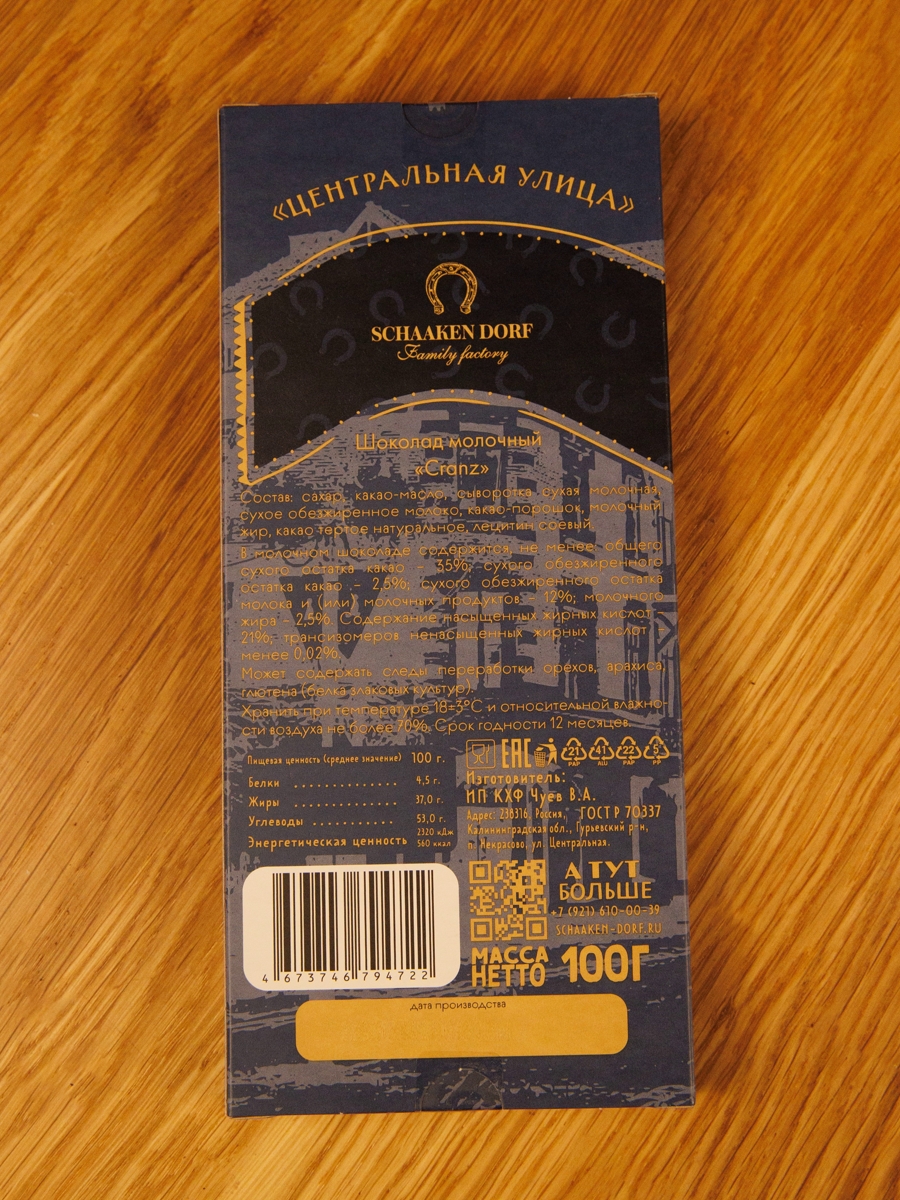 «ЦЕНТРАЛЬНАЯ УЛИЦА»
SCHAAKEN DORF
Family factory
Шоколад молочный
«Cranz»
Состав: сахар, какао-масло, сыворотка сухая молочная,
сухое обезжиренное молоко, какао-порошок, молочный
жир, какао тертое натуральное, лецитин соевый.
В молочном шоколаде содержится, не менее: общего
сухого остатка какао - 35%; сухого обезжиренного
остатка какао - 2,5%; сухого обезжиренного остатка
молока и (или) молочных продуктов - 12%; молочного
жира - 2,5%. Содержание насыщенных жирных кислот -
21%; трансизомеров ненасыщенных жирных кислот -
менее 0,02%.
Может содержать следы переработки орехов, арахиса,
глютена (белка злаковых культур).
Хранить при температуре 18±3°С и относительной влажно-
сти воздуха не более 70%. Срок годности 12 месяцев.
Пищевая ценность (среднее значение) 100 г.
Белки ............. 4,5 г.
Жиры ............. 37,0 г.
Углеводы ........... 53,0 г.
Энергетическая ценность 2320 кДж
560 ккал
EAC
21 41 22 5
PAP ALU PAP PP
Изготовитель:
ИП КХФ Чуев В.А.
Адрес: 238316, Россия, ГОСТ Р 70337
Калининградская обл., Гурьевский р-н,
п. Некрасово, ул. Центральная.
А ТУТ
БОЛЬШЕ
+7 (921) 610-00-39
SCHAAKEN-DORF.RU
МАССА
НЕТТО 100Г
4 673746 794722
дата производства